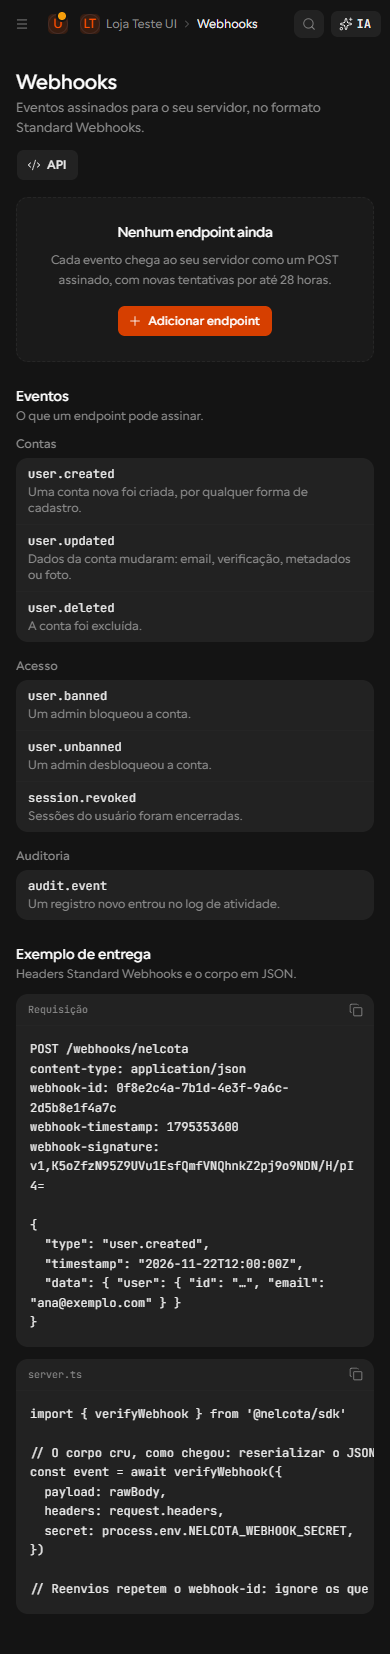 U LT Loja Teste UI > Webhooks IA
Webhooks
Eventos assinados para o seu servidor, no formato
Standard Webhooks.
</> API
Nenhum endpoint ainda
Cada evento chega ao seu servidor como um POST
assinado, com novas tentativas por até 28 horas.
+ Adicionar endpoint
Eventos
O que um endpoint pode assinar.
Contas
user.created
Uma conta nova foi criada, por qualquer forma de
cadastro.
user.updated
Dados da conta mudaram: email, verificação, metadados
ou foto.
user.deleted
A conta foi excluída.
Acesso
user.banned
Um admin bloqueou a conta.
user.unbanned
Um admin desbloqueou a conta.
session.revoked
Sessões do usuário foram encerradas.
Auditoria
audit.event
Um registro novo entrou no log de atividade.
Exemplo de entrega
Headers Standard Webhooks e o corpo em JSON.
Requisição
POST /webhooks/nelcota
content-type: application/json
webhook-id: 0f8e2c4a-7b1d-4e3f-9a6c-
2d5b8e1f4a7c
webhook-timestamp: 1795353600
webhook-signature:
v1,K5oZfzN95Z9UVu1EsfQmfVNQhnkZ2pj9o9NDN/H/pI
4=
{
"type": "user.created",
"timestamp": "2026-11-22T12:00:00Z",
"data": { "user": { "id": "…", "email":
"ana@exemplo.com" } }
}
server.ts
import { verifyWebhook } from '@nelcota/sdk'
// O corpo cru, como chegou: reserializar o JSON
const event = await verifyWebhook({
payload: rawBody,
headers: request.headers,
secret: process.env.NELCOTA_WEBHOOK_SECRET,
})
// Reenvios repetem o webhook-id: ignore os que